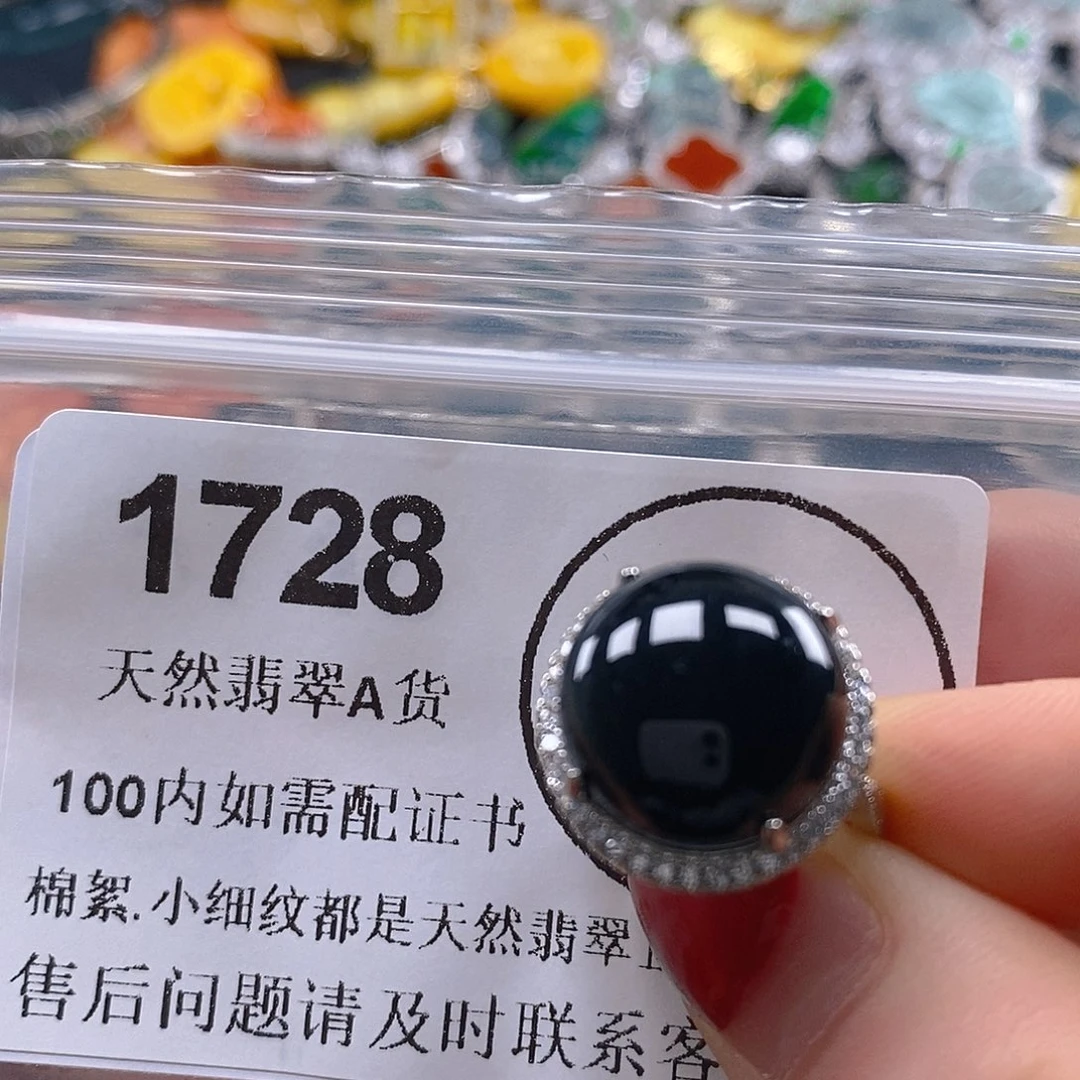 1728
天然翡翠A货
100内如需配证书
棉絮.小细纹都是天然翡翠
售后问题请及时联系客